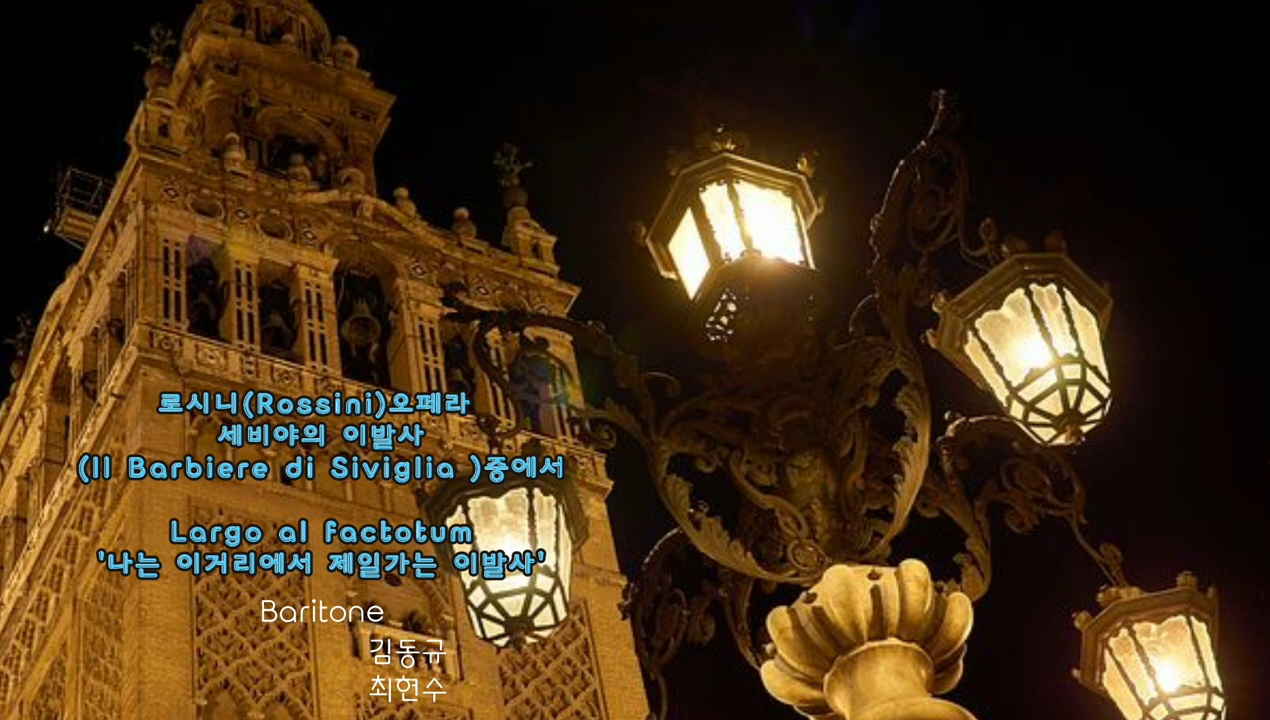 로시니(Rossini)오페라
세비야의 이발사
(Il Barbiere di Siviglia )중에서
Largo al factotum
'나는 이거리에서 제일가는 이발사'
Baritone
김동규
최현수